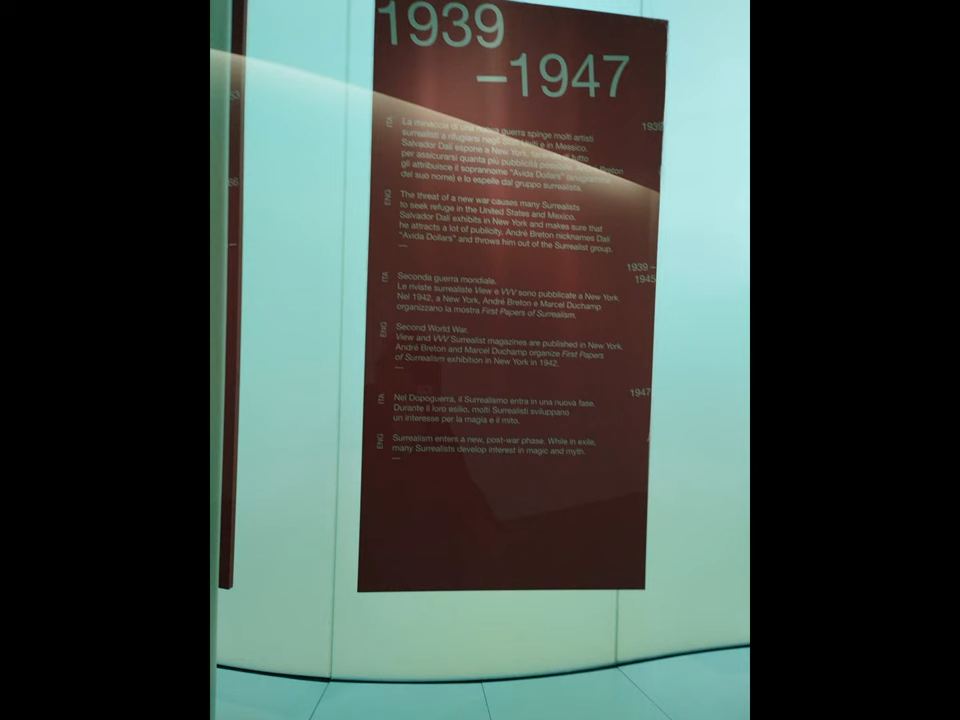 1939
–1947
1939
ITA
La minaccia di una nuova guerra spinge molti artisti
surrealisti a rifugiarsi negli Stati Uniti e in Messico.
Salvador Dalí espone a New York, tutto
per assicurarsi quanta più pubblicità Breton
gli attribuisce il soprannome "Avida Dollars" (anagramma
del suo nome) e lo espelle dal gruppo surrealista.
ENG
The threat of a new war causes many Surrealists
to seek refuge in the United States and Mexico.
Salvador Dalí exhibits in New York and makes sure that
he attracts a lot of publicity. André Breton nicknames Dalí
"Avida Dollars" and throws him out of the Surrealist group.
—
1939 –
1945
ITA
Seconda guerra mondiale.
Le riviste surrealiste View e VVV sono pubblicate a New York.
Nel 1942, a New York, André Breton e Marcel Duchamp
organizzano la mostra First Papers of Surrealism.
ENG
Second World War.
View and VVV Surrealist magazines are published in New York.
André Breton and Marcel Duchamp organize First Papers
of Surrealism exhibition in New York in 1942.
—
1947
ITA
Nel Dopoguerra, il Surrealismo entra in una nuova fase.
Durante il loro esilio, molti Surrealisti sviluppano
un interesse per la magia e il mito.
ENG
Surrealism enters a new, post-war phase. While in exile,
many Surrealists develop interest in magic and myth.
—